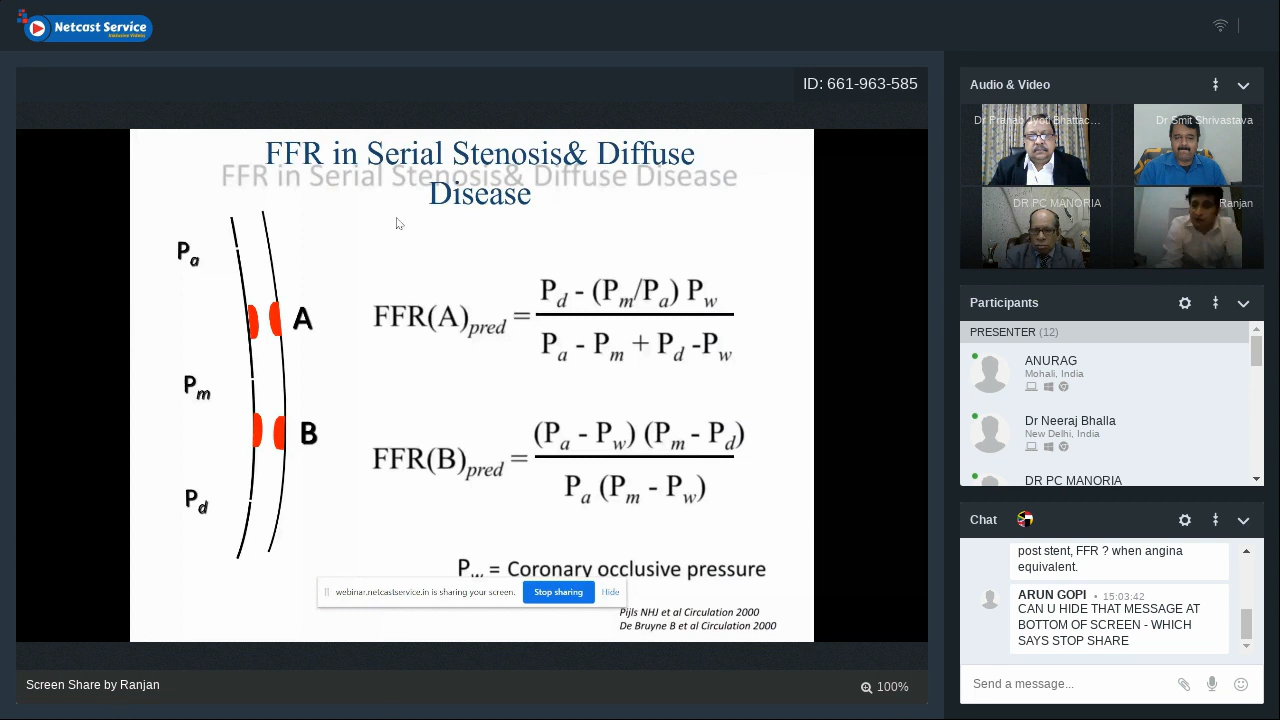 Netcast Service
ID: 661-963-585
FFR in Serial Stenosis& Diffuse
Disease
FFR in Serial Stenosis& Diffuse Disease
Pa
A
Pm
B
Pd
FFR(A)pred = Pd - (Pm/Pa) Pw
Pa - Pm + Pd -Pw
FFR(B)pred = (Pa - Pw) (Pm - Pd)
Pa (Pm - Pw)
Pw = Coronary occlusive pressure
webinar.netcastservice.in is sharing your screen.
Stop sharing
Hide
Pijls NHJ et al Circulation 2000
De Bruyne B et al Circulation 2000
Screen Share by Ranjan
100%
Audio & Video
Dr Pranab Jyoti Bhattac...
Dr Smit Shrivastava
DR PC MANORIA
Ranjan
Participants
PRESENTER (12)
ANURAG
Mohali, India
Dr Neeraj Bhalla
New Delhi, India
DR PC MANORIA
Chat
post stent, FFR ? when angina
equivalent.
ARUN GOPI • 15:03:42
CAN U HIDE THAT MESSAGE AT
BOTTOM OF SCREEN - WHICH
SAYS STOP SHARE
Send a message...